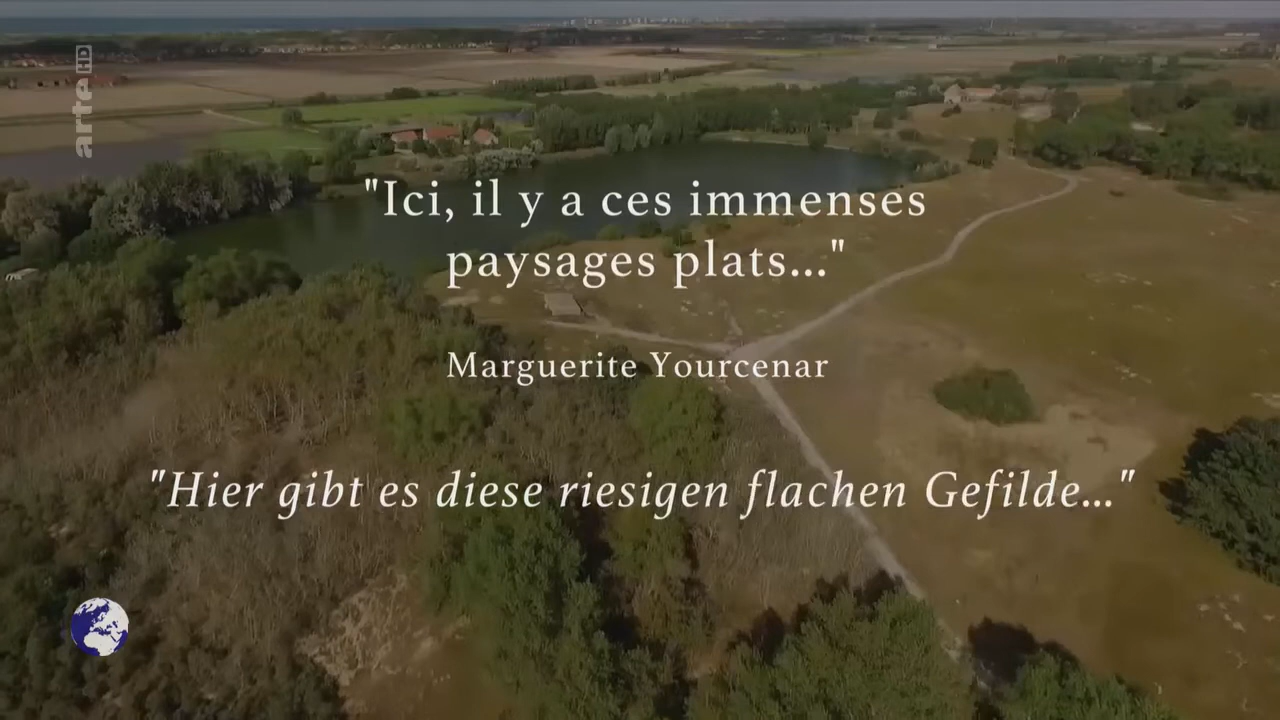 arte HD
"Ici, il y a ces immenses
paysages plats..."
Marguerite Yourcenar
"Hier gibt es diese riesigen flachen Gefilde..."